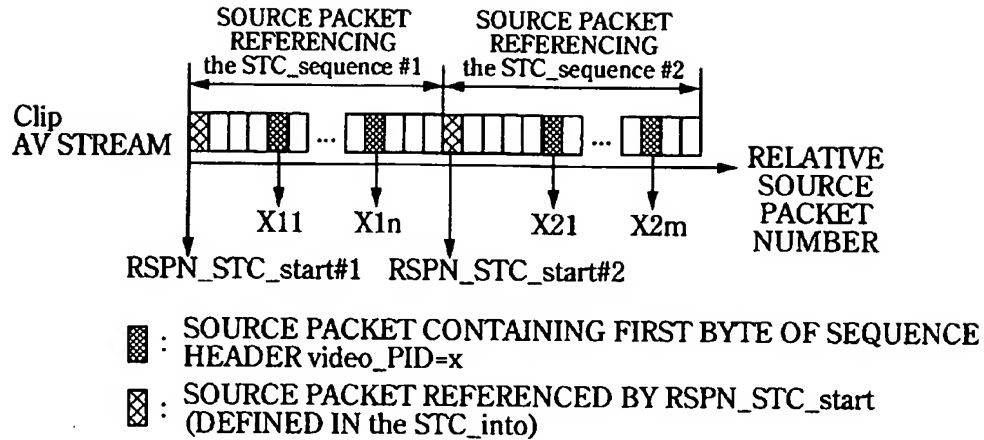 SOURCE PACKET
REFERENCING
the STC_sequence #1
SOURCE PACKET
REFERENCING
the STC_sequence #2
Clip
AV STREAM
...
...
RELATIVE
SOURCE
PACKET
NUMBER
X11
X1n
X21
X2m
RSPN_STC_start#1
RSPN_STC_start#2
: SOURCE PACKET CONTAINING FIRST BYTE OF SEQUENCE
HEADER video_PID=x
: SOURCE PACKET REFERENCED BY RSPN_STC_start
(DEFINED IN the STC_into)